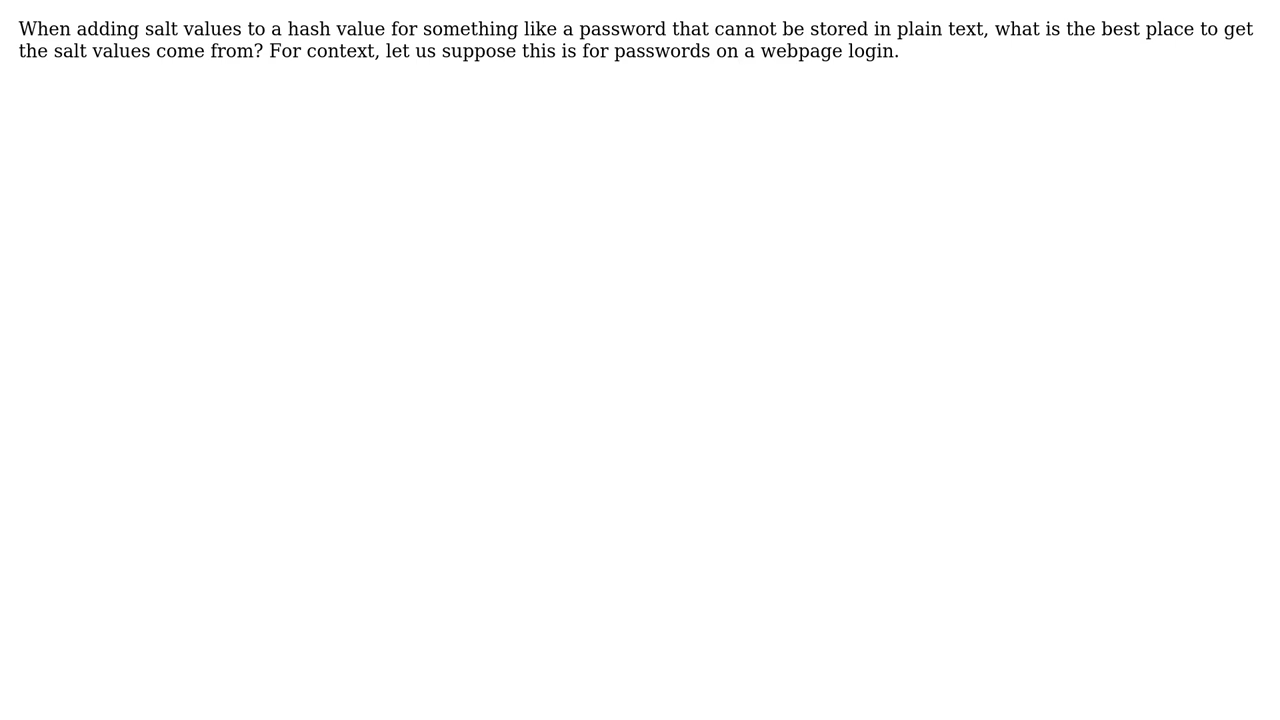 When adding salt values to a hash value for something like a password that cannot be stored in plain text, what is the best place to get
the salt values come from? For context, let us suppose this is for passwords on a webpage login.